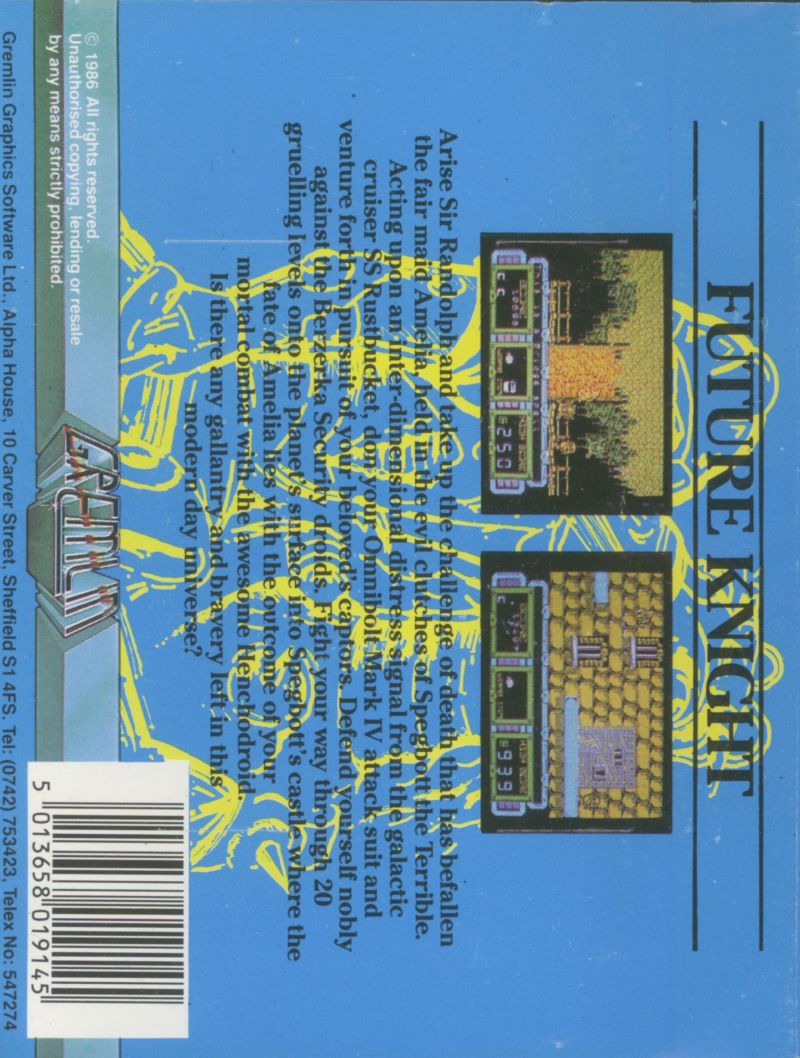 FUTURE KNIGHT
250
939
Arise Sir Randolph and take up the challenge of death that has befallen
the fair maid Amelia, held in the evil clutches of Spegbott the Terrible.
Acting upon an inter-dimensional distress signal from the galactic
cruiser SS Rustbucket, don your Omnibolt Mark IV attack suit and
venture forth in pursuit of your beloved's captors. Defend yourself nobly
against the Berzerka Security droids. Fight your way through 20
gruelling levels onto the planet's surface into Spegbott's castle, where the
fate of Amelia lies with the outcome of your
mortal combat with the awesome Henchodroid.
Is there any gallantry and bravery left in this
modern day universe?
© 1986 All rights reserved.
Unauthorised copying, lending or resale
by any means strictly prohibited.
GREMLIN
5 013658 019145
Gremlin Graphics Software Ltd., Alpha House, 10 Carver Street, Sheffield S1 4FS. Tel: (0742) 753423, Telex No: 547274